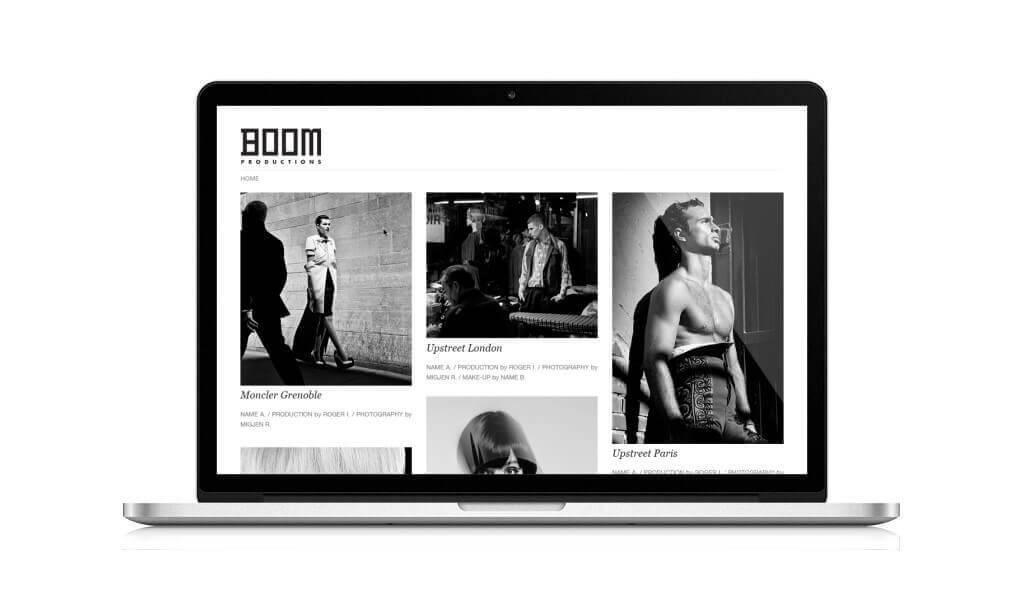 BOOM
PRODUCTIONS
HOME
Moncler Grenoble
NAME A. / PRODUCTION by ROGER I. / PHOTOGRAPHY by
MIGJEN R.
Upstreet London
NAME A. / PRODUCTION by ROGER I. / PHOTOGRAPHY by
MIGJEN R. / MAKE-UP by NAME B.
Upstreet Paris
NAME A. / PRODUCTION by ROGER I. / PHOTOGRAPHY by